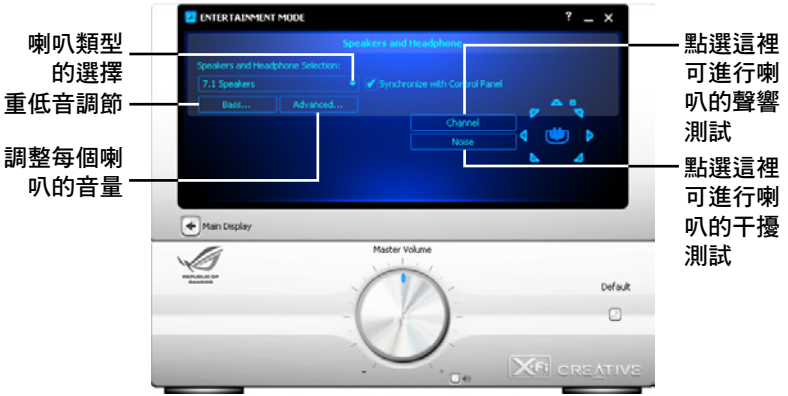 ENTERTAINMENT MODE
? _ X
Speakers and Headphone
Speakers and Headphone Selection:
7.1 Speakers
Synchronize with Control Panel
Bass...
Advanced...
Channel
Noise
Main Display
REPUBLIC OF
GAMERS
Master Volume
Default
- +
X-Fi CREATIVE
喇叭類型
的選擇
重低音調節
調整每個喇
叭的音量
點選這裡
可進行喇
叭的聲響
測試
點選這裡
可進行喇
叭的干擾
測試